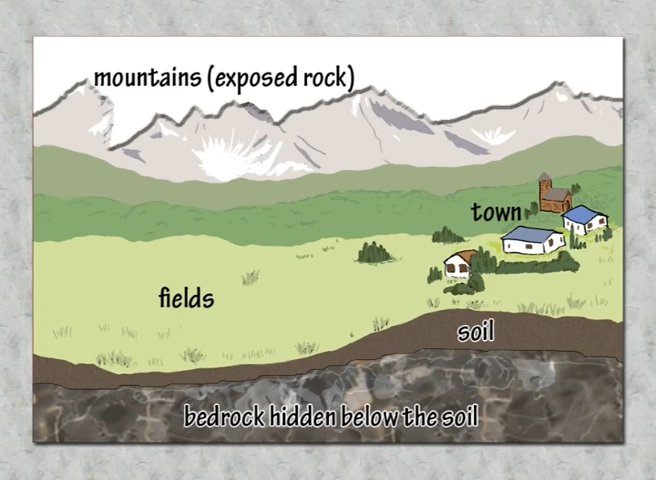 mountains (exposed rock)
town
fields
soil
bedrock hidden below the soil